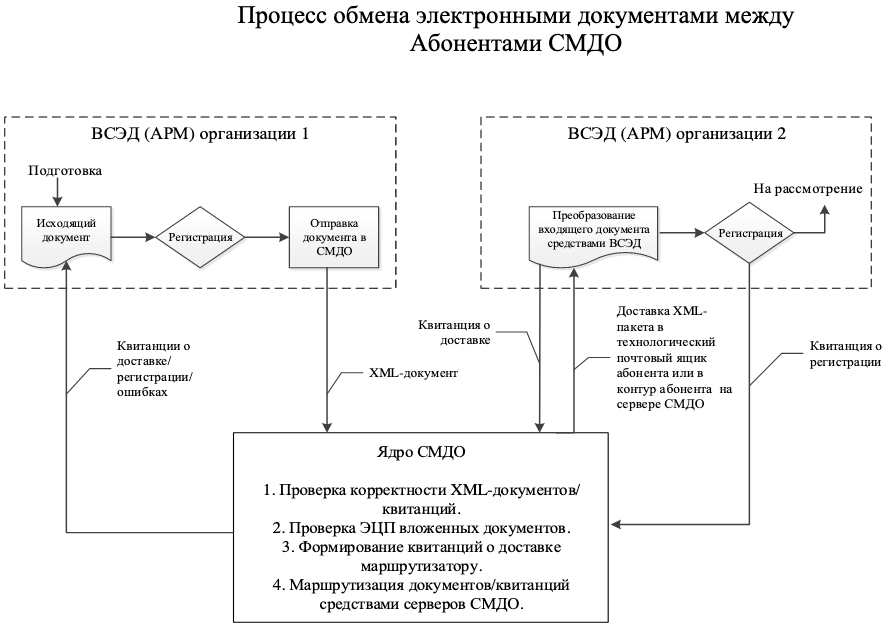 Процесс обмена электронными документами между
Абонентами СМДО
ВСЭД (АРМ) организации 1
Подготовка
Исходящий
документ
Регистрация
Отправка
документа в
СМДО
ВСЭД (АРМ) организации 2
Преобразование
входящего документа
средствами ВСЭД
Регистрация
На рассмотрение
Квитанции о
доставке/
регистрации/
ошибках
XML-документ
Квитанция о
доставке
Доставка XML-
пакета в
технологический
почтовый ящик
абонента или в
контур абонента на
сервере СМДО
Квитанция о
регистрации
Ядро СМДО
1. Проверка корректности XML-документов/
квитанций.
2. Проверка ЭЦП вложенных документов.
3. Формирование квитанций о доставке
маршрутизатору.
4. Маршрутизация документов/квитанций
средствами серверов СМДО.